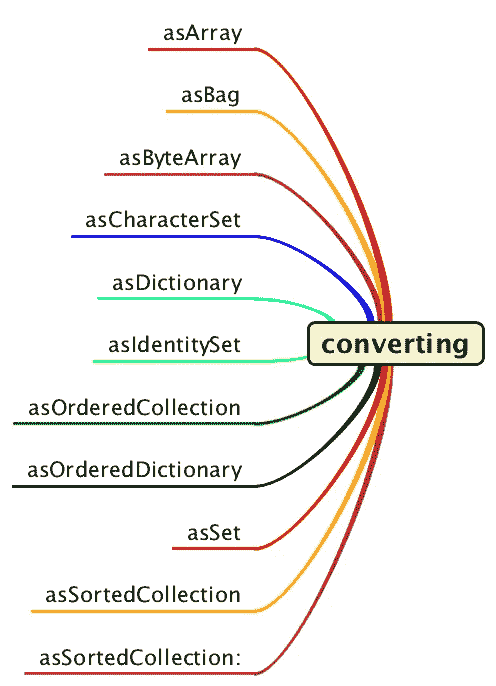 asArray
asBag
asByteArray
asCharacterSet
asDictionary
asIdentitySet
converting
asOrderedCollection
asOrderedDictionary
asSet
asSortedCollection
asSortedCollection: